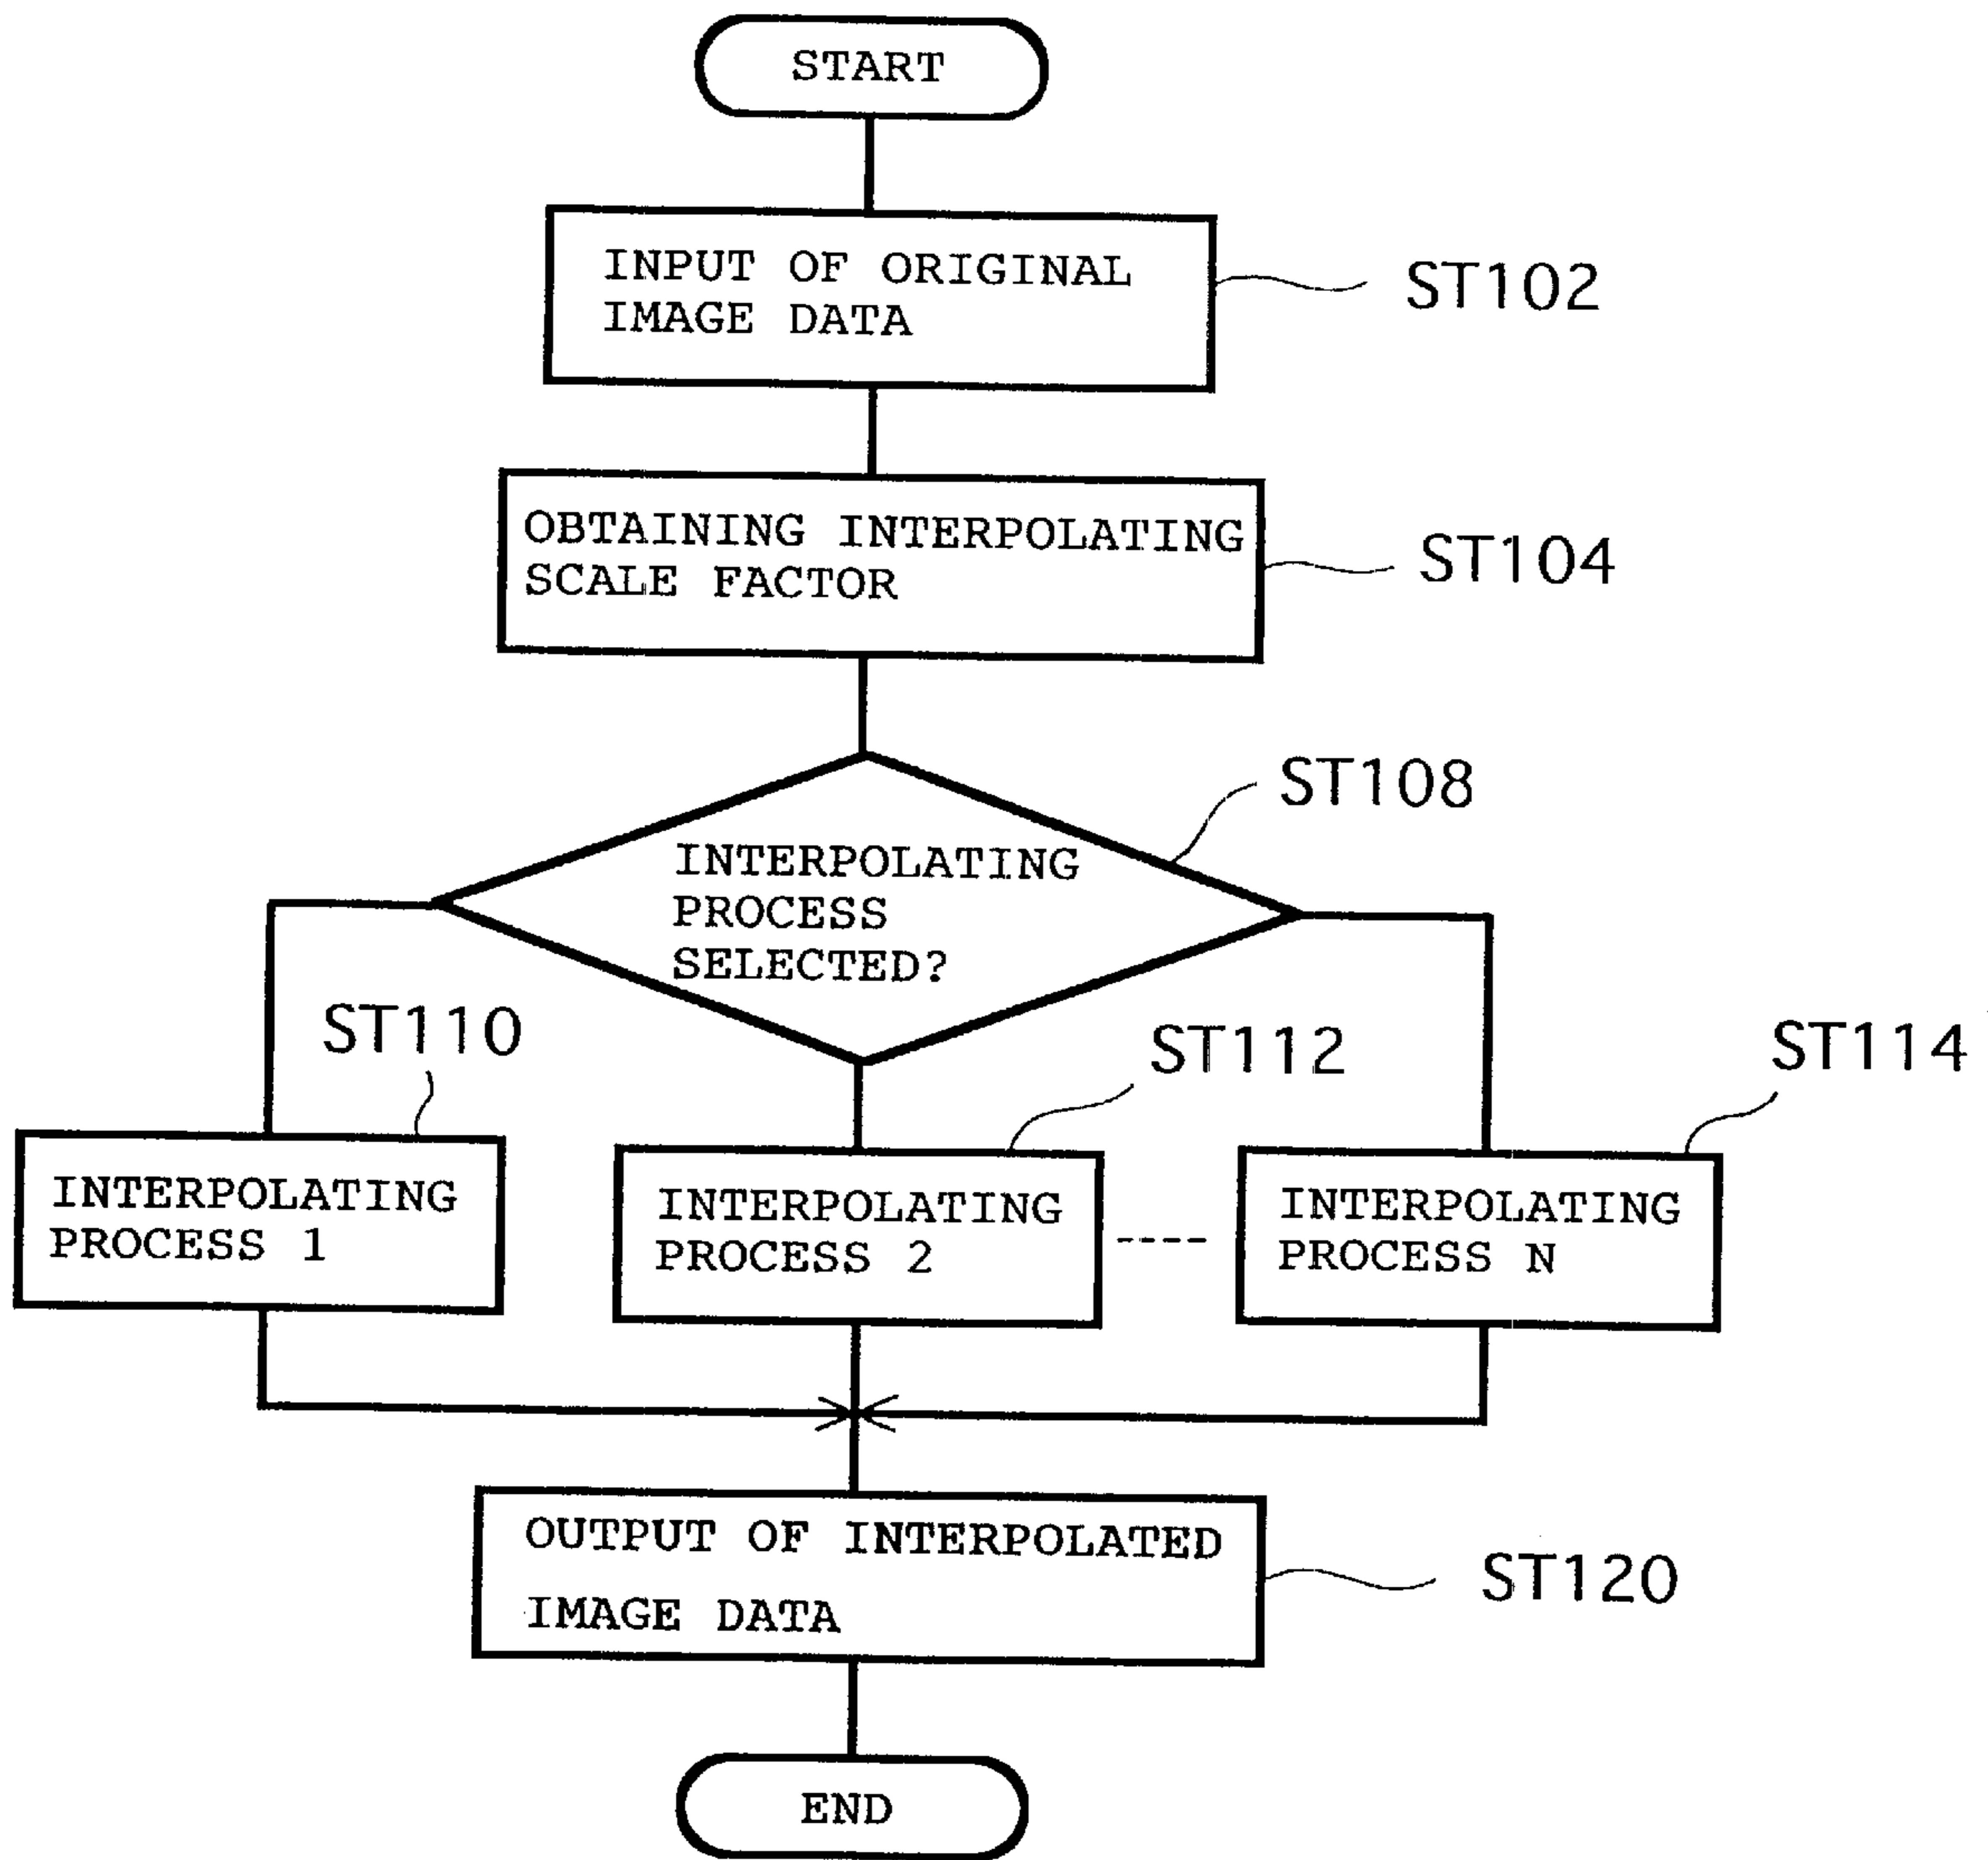 START
INPUT OF ORIGINAL
IMAGE DATA
ST102
OBTAINING INTERPOLATING
SCALE FACTOR
ST104
ST108
INTERPOLATING
PROCESS
SELECTED?
ST110
ST112
ST114
INTERPOLATING
PROCESS 1
INTERPOLATING
PROCESS 2
INTERPOLATING
PROCESS N
OUTPUT OF INTERPOLATED
IMAGE DATA
ST120
END